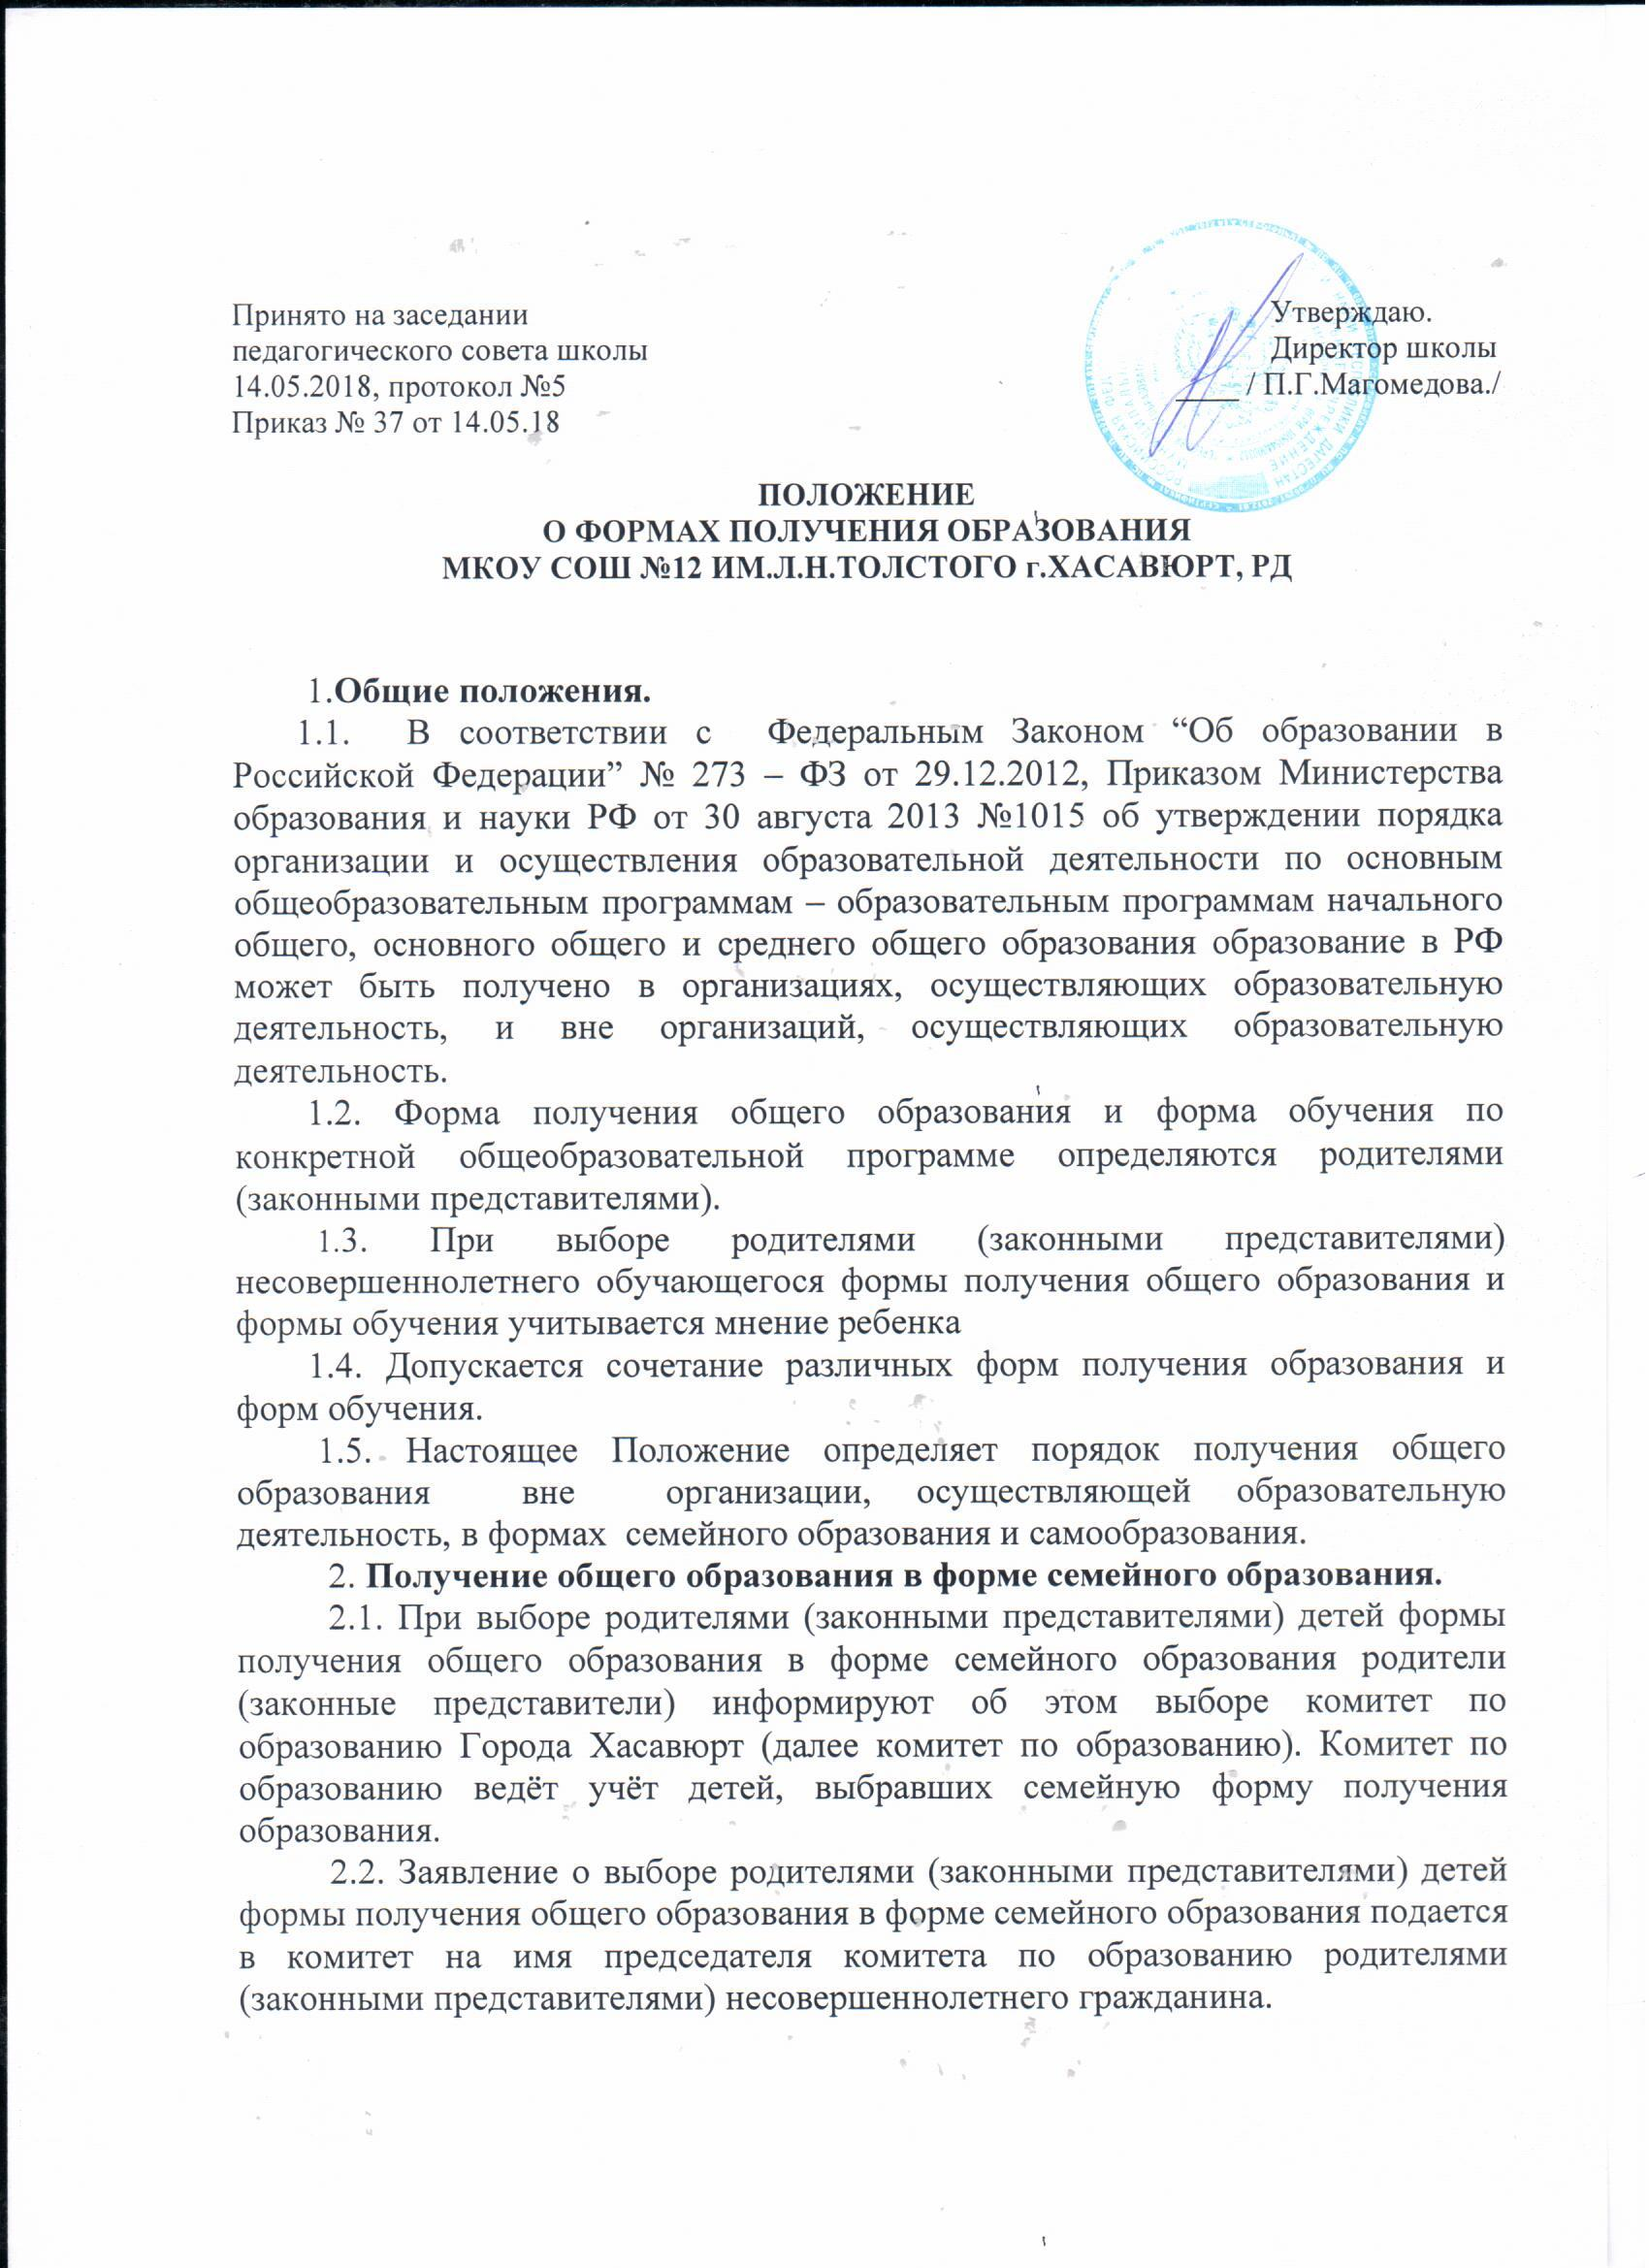 Принято на заседании
Утверждаю.
педагогического совета школы
Директор школы
14.05.2018, протокол №5
____ / П.Г.Магомедова./
Приказ № 37 от 14.05.18
ПОЛОЖЕНИЕ
О ФОРМАХ ПОЛУЧЕНИЯ ОБРАЗОВАНИЯ
МКОУ СОШ №12 ИМ.Л.Н.ТОЛСТОГО г.ХАСАВЮРТ, РД
1.Общие положения.
1.1. В соответствии с Федеральным Законом “Об образовании в
Российской Федерации” № 273 – ФЗ от 29.12.2012, Приказом Министерства
образования и науки РФ от 30 августа 2013 №1015 об утверждении порядка
организации и осуществления образовательной деятельности по основным
общеобразовательным программам – образовательным программам начального
общего, основного общего и среднего общего образования образование в РФ
может быть получено в организациях, осуществляющих образовательную
деятельность, и вне организаций, осуществляющих образовательную
деятельность.
1.2. Форма получения общего образования и форма обучения по
конкретной общеобразовательной программе определяются родителями
(законными представителями).
1.3. При выборе родителями (законными представителями)
несовершеннолетнего обучающегося формы получения общего образования и
формы обучения учитывается мнение ребенка
1.4. Допускается сочетание различных форм получения образования и
форм обучения.
1.5. Настоящее Положение определяет порядок получения общего
образования вне организации, осуществляющей образовательную
деятельность, в формах семейного образования и самообразования.
2. Получение общего образования в форме семейного образования.
2.1. При выборе родителями (законными представителями) детей формы
получения общего образования в форме семейного образования родители
(законные представители) информируют об этом выборе комитет по
образованию Города Хасавюрт (далее комитет по образованию). Комитет по
образованию ведёт учёт детей, выбравших семейную форму получения
образования.
2.2. Заявление о выборе родителями (законными представителями) детей
формы получения общего образования в форме семейного образования подается
в комитет на имя председателя комитета по образованию родителями
(законными представителями) несовершеннолетнего гражданина.